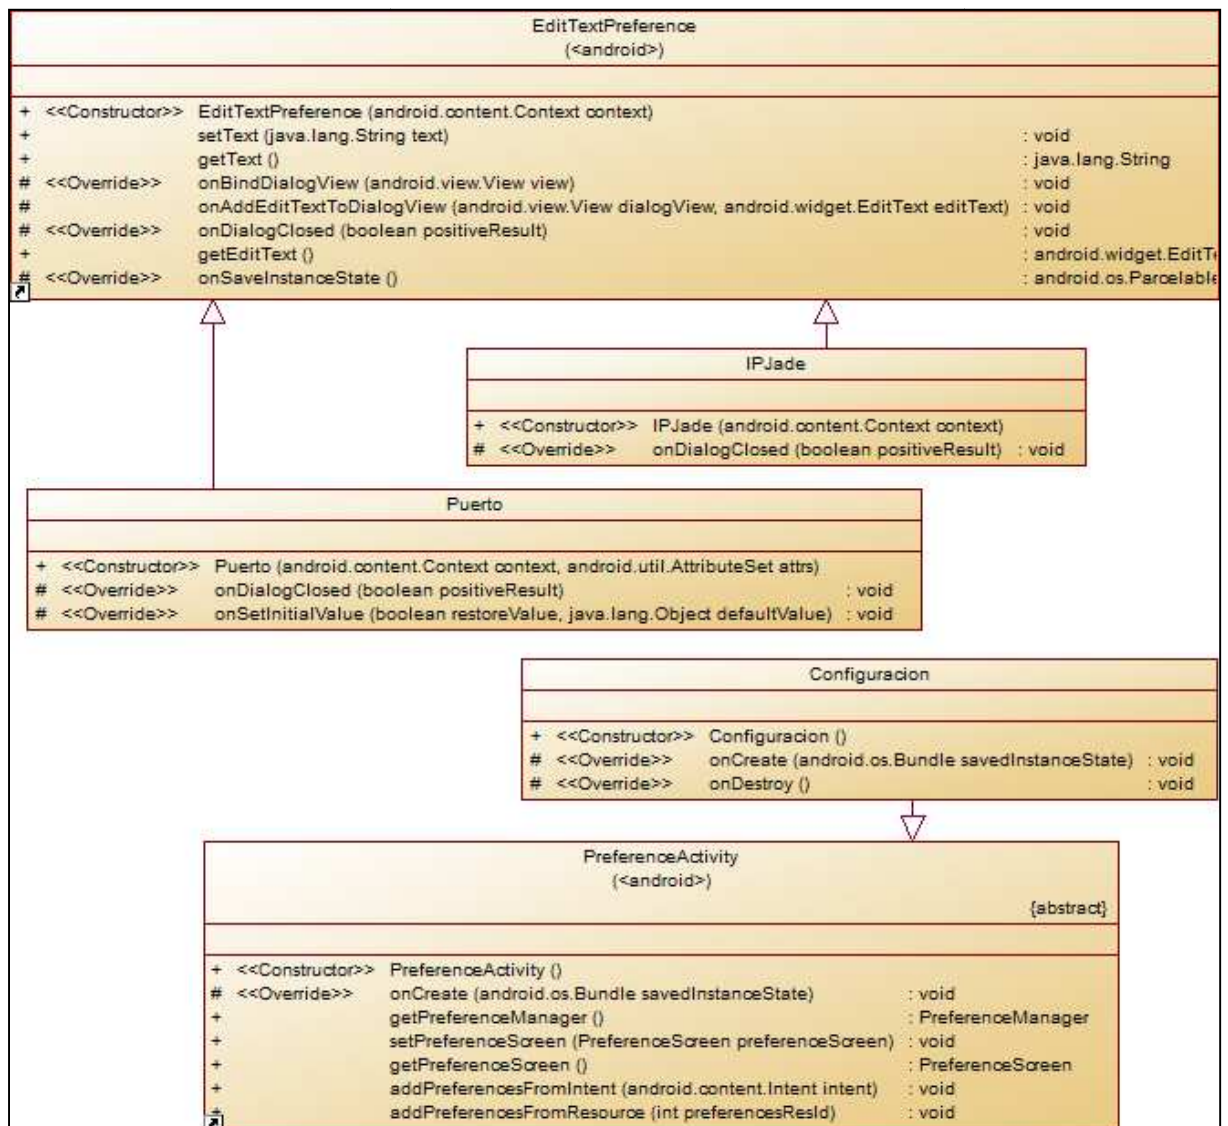 EditTextPreference
(<android>)
+ <<Constructor>> EditTextPreference (android.content.Context context)
+ setText (java.lang.String text) : void
+ getText () : java.lang.String
# <<Override>> onBindDialogView (android.view.View view) : void
# onAddEditTextToDialogView (android.view.View dialogView, android.widget.EditText editText) : void
# <<Override>> onDialogClosed (boolean positiveResult) : void
+ getEditText () : android.widget.EditT
# <<Override>> onSaveInstanceState () : android.os.Parcelable
IPJade
+ <<Constructor>> IPJade (android.content.Context context)
# <<Override>> onDialogClosed (boolean positiveResult) : void
Puerto
+ <<Constructor>> Puerto (android.content.Context context, android.util.AttributeSet attrs)
# <<Override>> onDialogClosed (boolean positiveResult) : void
# <<Override>> onSetInitialValue (boolean restoreValue, java.lang.Object defaultValue) : void
Configuracion
+ <<Constructor>> Configuracion ()
# <<Override>> onCreate (android.os.Bundle savedInstanceState) : void
# <<Override>> onDestroy () : void
PreferenceActivity
(<android>)
{abstract}
+ <<Constructor>> PreferenceActivity ()
# <<Override>> onCreate (android.os.Bundle savedInstanceState) : void
+ getPreferenceManager () : PreferenceManager
+ setPreferenceScreen (PreferenceScreen preferenceScreen) : void
+ getPreferenceScreen () : PreferenceScreen
+ addPreferencesFromIntent (android.content.Intent intent) : void
+ addPreferencesFromResource (int preferencesResId) : void